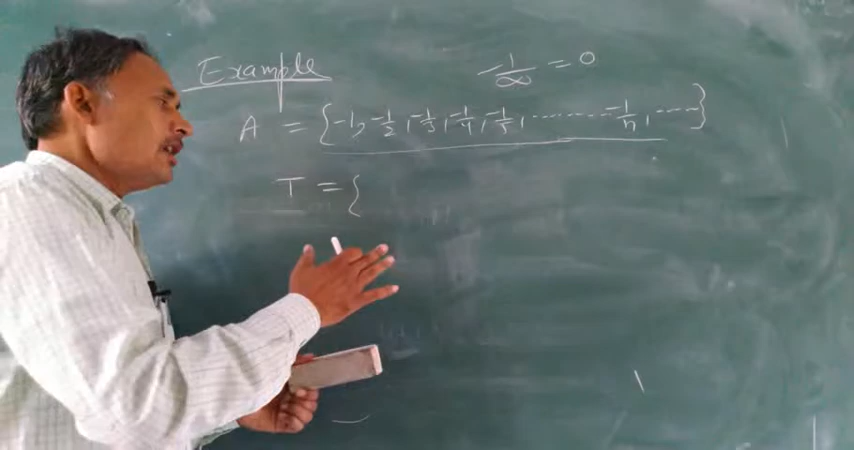 Example
-1/∞ = 0
A = {-1, -1/2, -1/3, -1/4, -1/5, ........ -1/n, ....}
T = {